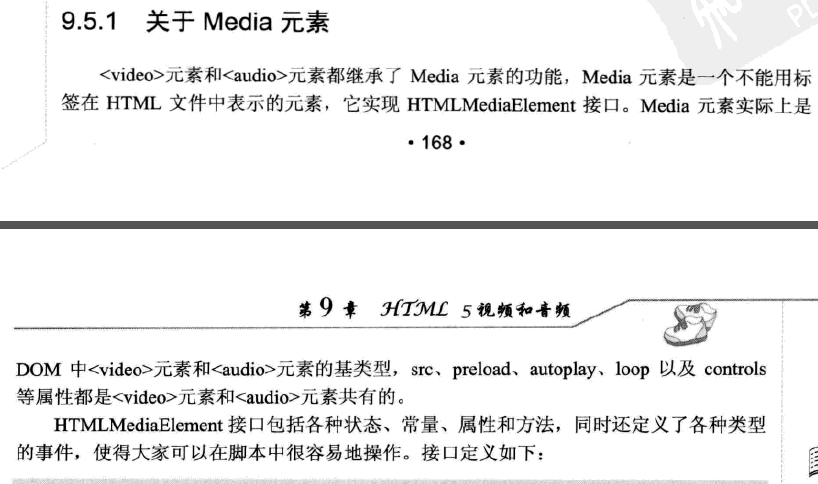 9.5.1 关于 Media 元素
<video>元素和<audio>元素都继承了 Media 元素的功能，Media 元素是一个不能用标
签在 HTML 文件中表示的元素，它实现 HTMLMediaElement 接口。Media 元素实际上是
• 168 •
第 9 章 HTML 5 视频和音频
DOM 中<video>元素和<audio>元素的基类型，src、preload、autoplay、loop 以及 controls
等属性都是<video>元素和<audio>元素共有的。
HTMLMediaElement 接口包括各种状态、常量、属性和方法，同时还定义了各种类型
的事件，使得大家可以在脚本中很容易地操作。接口定义如下：